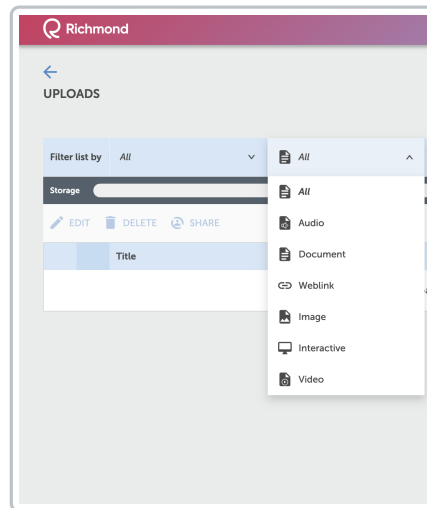 Richmond
UPLOADS
Filter list by All All
Storage
All
EDIT DELETE SHARE
Audio
Title
Document
Weblink
Image
Interactive
Video